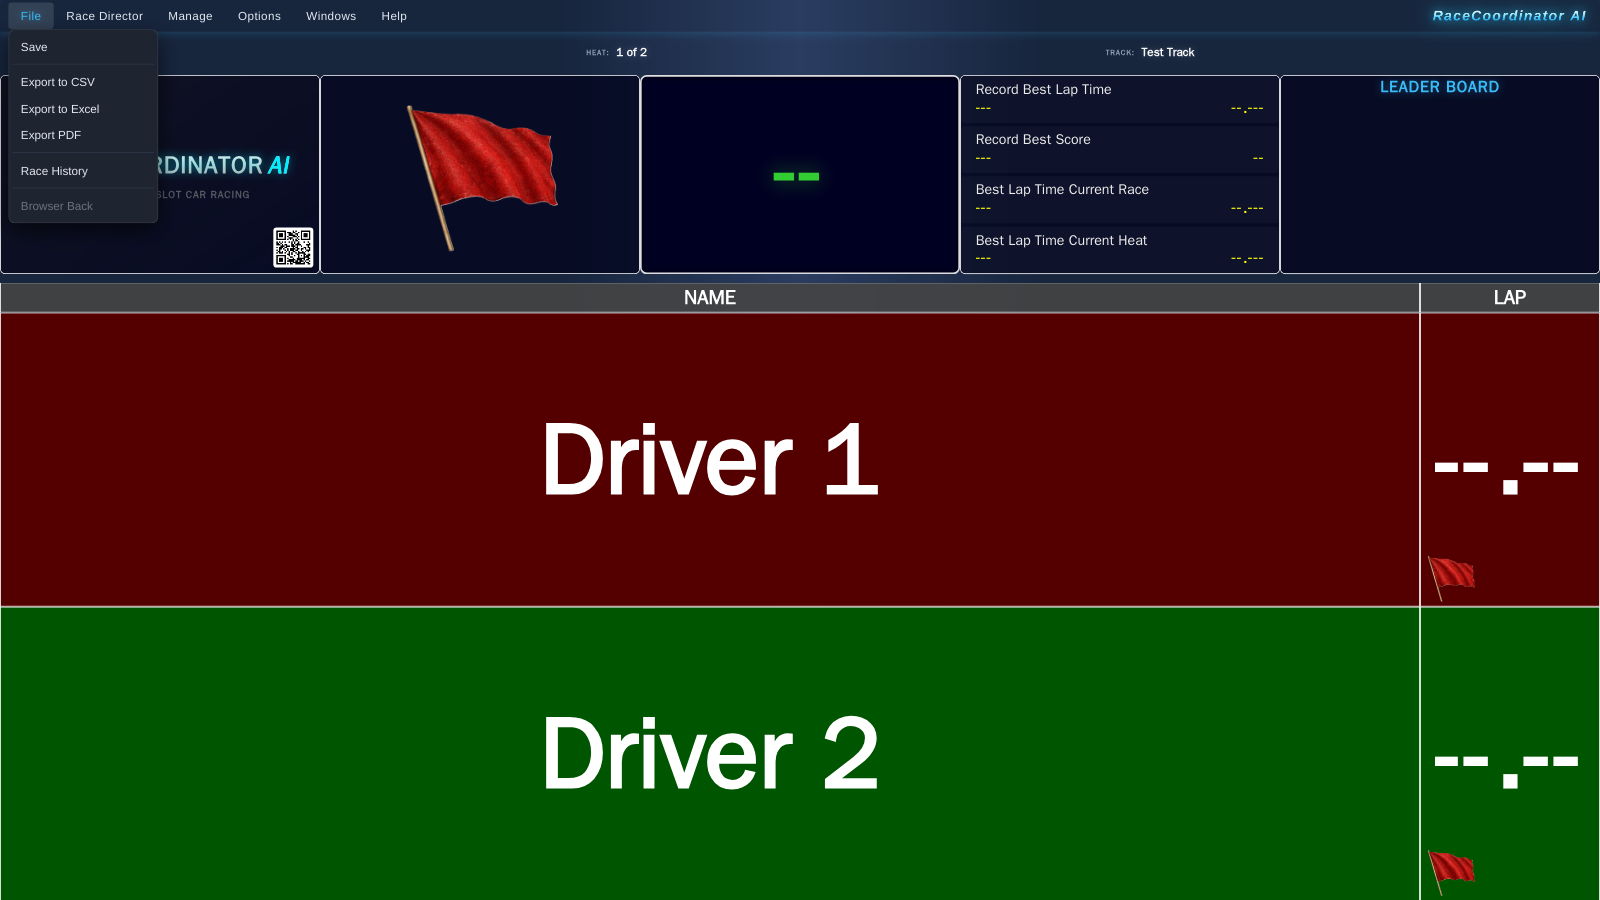 File Race Director Manage Options Windows Help
RaceCoordinator AI
Save
Export to CSV
Export to Excel
Export PDF
Race History
Browser Back
HEAT: 1 of 2
TRACK: Test Track
RDINATOR AI
SLOT CAR RACING
--
Record Best Lap Time
--- --.---
Record Best Score
--- --
Best Lap Time Current Race
--- --.---
Best Lap Time Current Heat
--- --.---
LEADER BOARD
NAME LAP
Driver 1 --.--
Driver 2 --.--